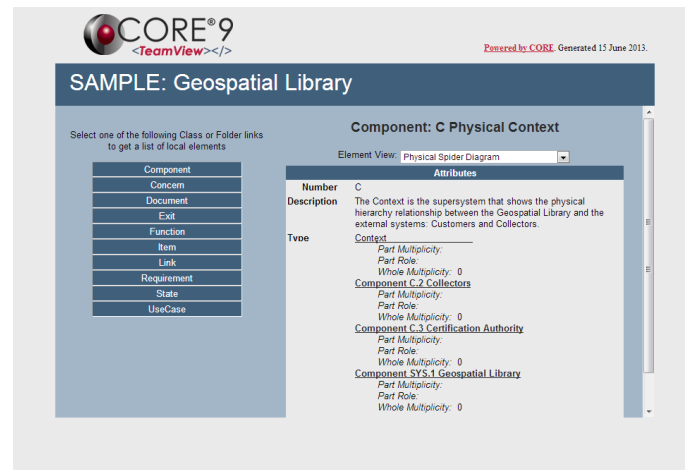 CORE®9
<TeamView></>
Powered by CORE. Generated 15 June 2013.
SAMPLE: Geospatial Library
Select one of the following Class or Folder links
to get a list of local elements
Component
Concern
Document
Exit
Function
Item
Link
Requirement
State
UseCase
Component: C Physical Context
Element View: Physical Spider Diagram
Attributes
Number C
Description The Context is the supersystem that shows the physical
hierarchy relationship between the Geospatial Library and the
external systems: Customers and Collectors.
Type Context
Part Multiplicity:
Part Role:
Whole Multiplicity: 0
Component C.2 Collectors
Part Multiplicity:
Part Role:
Whole Multiplicity: 0
Component C.3 Certification Authority
Part Multiplicity:
Part Role:
Whole Multiplicity: 0
Component SYS.1 Geospatial Library
Part Multiplicity:
Part Role:
Whole Multiplicity: 0